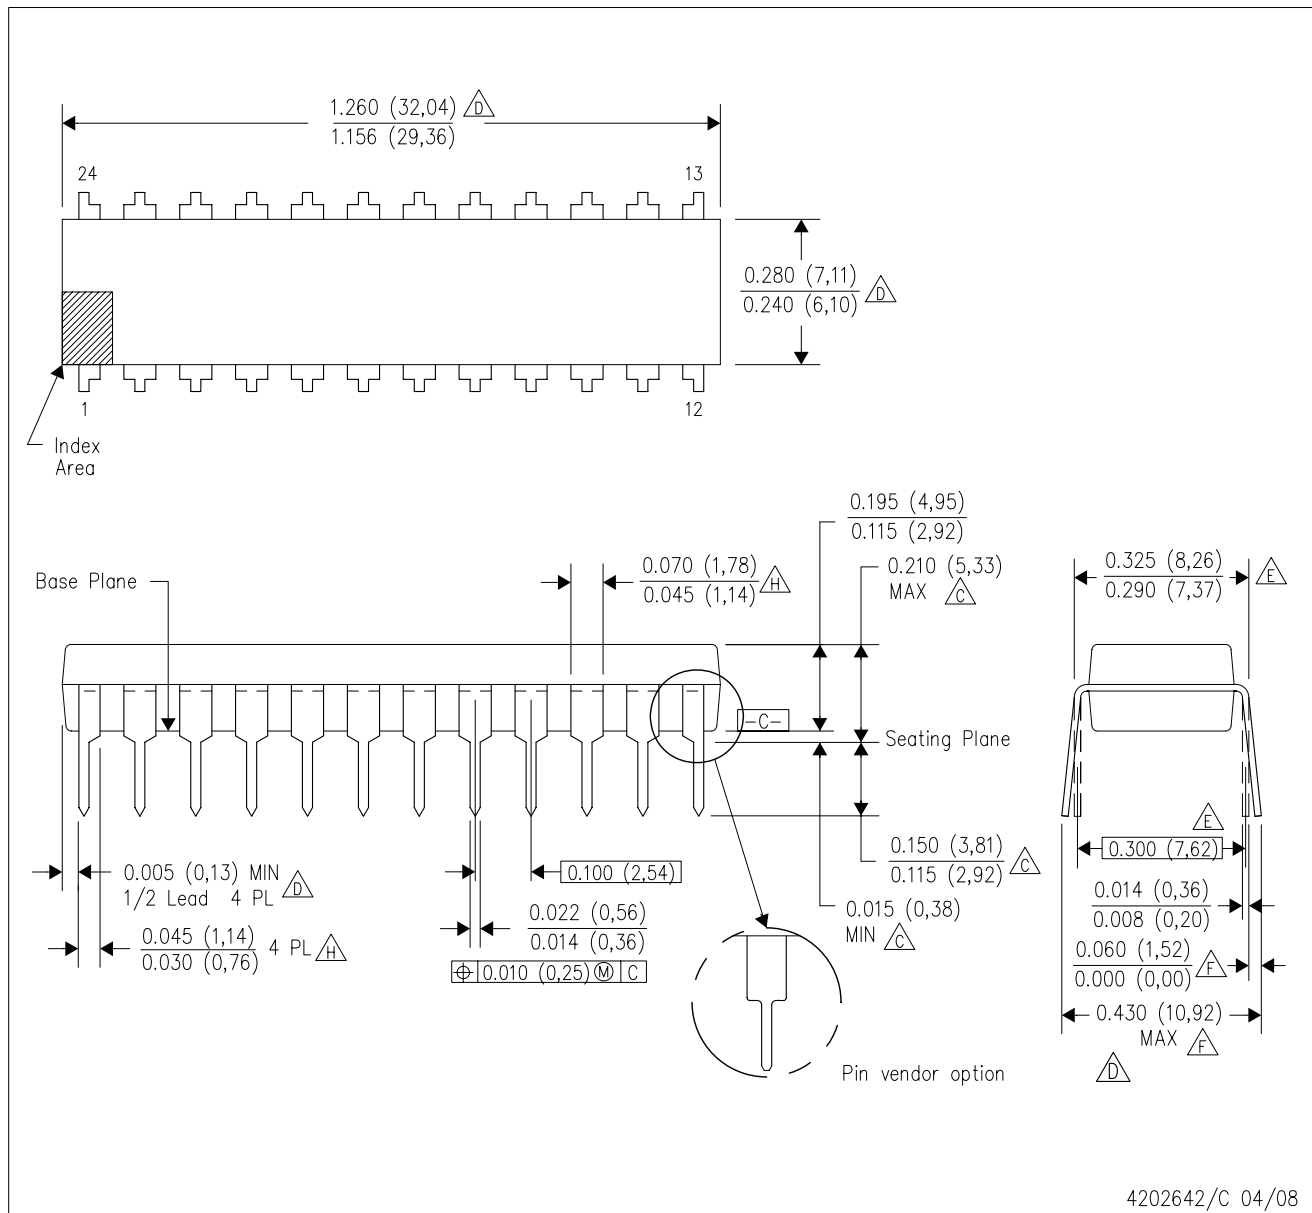 1.260 (32,04) D
1.156 (29,36)
24
13
0.280 (7,11)
0.240 (6,10) D
1
12
Index
Area
0.195 (4,95)
0.115 (2,92)
0.070 (1,78)
0.045 (1,14) H
0.210 (5,33)
MAX C
0.325 (8,26)
0.290 (7,37) E
Base Plane
-C-
Seating Plane
E
0.300 (7,62)
0.150 (3,81)
0.115 (2,92) C
0.005 (0,13) MIN
1/2 Lead 4 PL D
0.100 (2,54)
0.014 (0,36)
0.008 (0,20)
0.015 (0,38)
MIN C
0.022 (0,56)
0.014 (0,36)
0.045 (1,14)
0.030 (0,76) 4 PL H
0.060 (1,52)
0.000 (0,00) F
⌖ 0.010 (0,25) Ⓜ C
0.430 (10,92)
MAX F
D
Pin vendor option
4202642/C 04/08